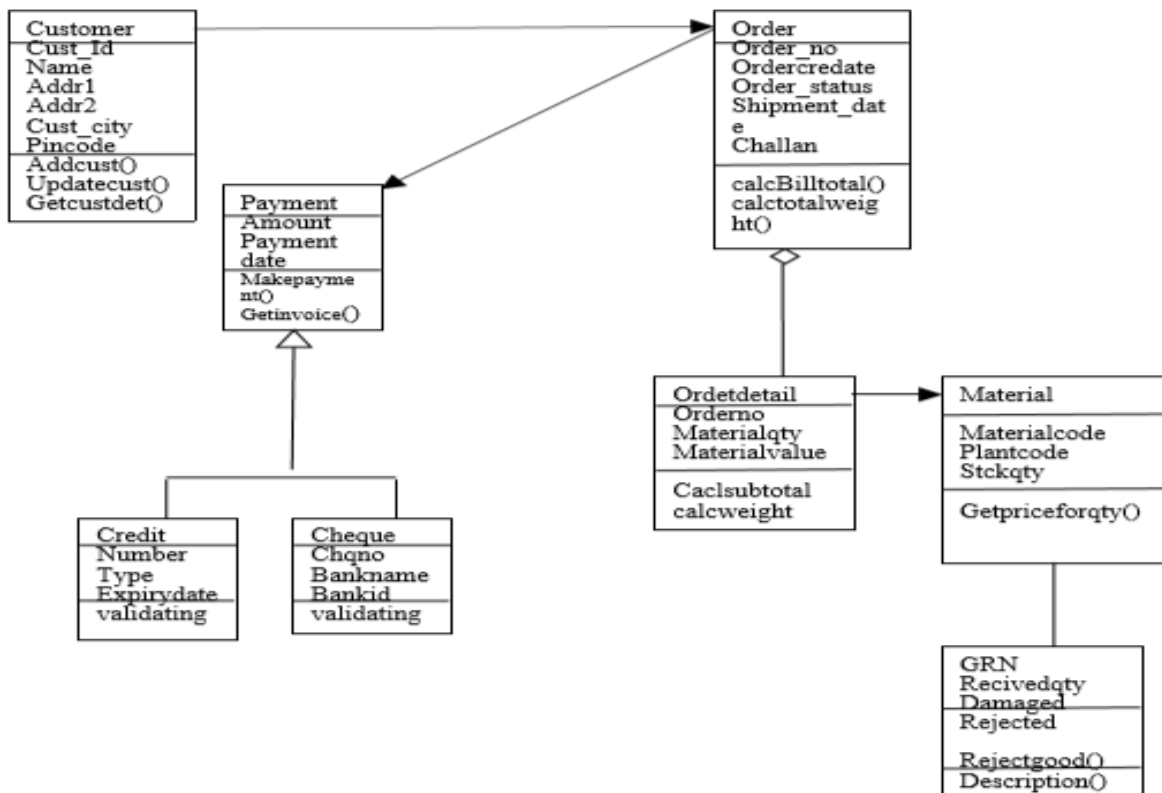 Customer
Cust_Id
Name
Addr1
Addr2
Cust_city
Pincode
Addcust()
Updatecust()
Getcustdet()
Order
Order_no
Ordercredate
Order_status
Shipment_dat
e
Challan
calcBilltotal()
calctotalweig
ht()
Payment
Amount
Payment
date
Makepayme
nt()
Getinvoice()
Ordetdetail
Orderno
Materialqty
Materialvalue
Caclsubtotal
calcweight
Material
Materialcode
Plantcode
Stckqty
Getpriceforqty()
Credit
Number
Type
Expirydate
validating
Cheque
Chqno
Bankname
Bankid
validating
GRN
Recivedqty
Damaged
Rejected
Rejectgood()
Description()